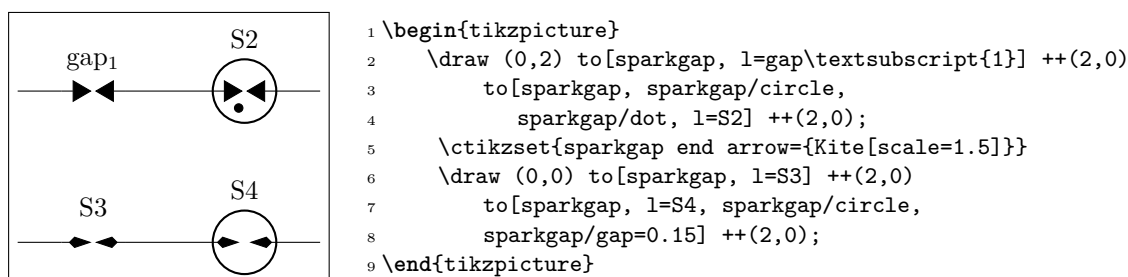 gap₁
S2
S3
S4
1 \begin{tikzpicture}
2     \draw (0,2) to[sparkgap, l=gap\textsubscript{1}] ++(2,0)
3         to[sparkgap, sparkgap/circle,
4            sparkgap/dot, l=S2] ++(2,0);
5      \ctikzset{sparkgap end arrow={Kite[scale=1.5]}}
6      \draw (0,0) to[sparkgap, l=S3] ++(2,0)
7         to[sparkgap, l=S4, sparkgap/circle,
8         sparkgap/gap=0.15] ++(2,0);
9 \end{tikzpicture}